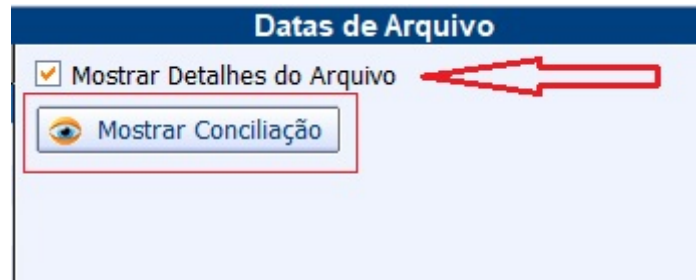 Datas de Arquivo
Mostrar Detalhes do Arquivo
Mostrar Conciliação